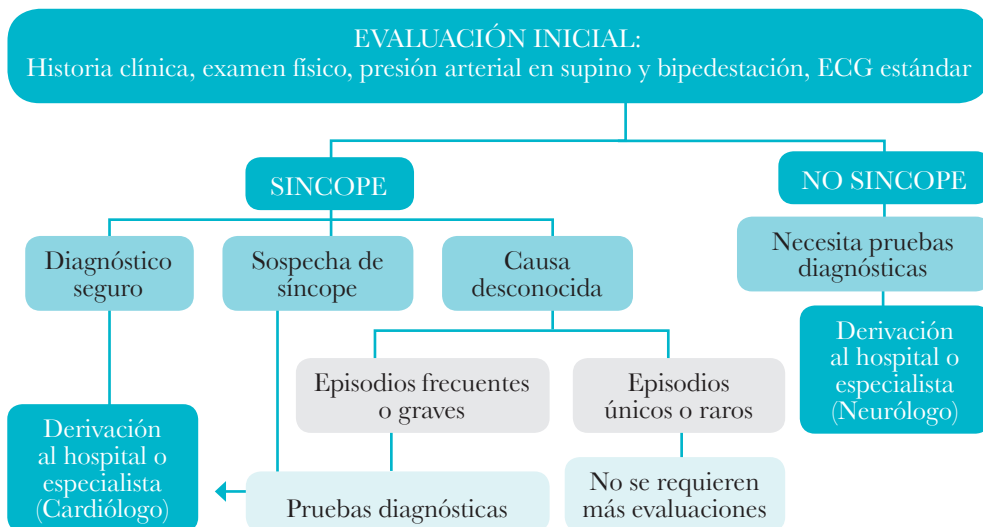 EVALUACIÓN INICIAL:
Historia clínica, examen físico, presión arterial en supino y bipedestación, ECG estándar
SINCOPE
NO SINCOPE
Diagnóstico
seguro
Sospecha de
síncope
Causa
desconocida
Necesita pruebas
diagnósticas
Episodios frecuentes
o graves
Episodios
únicos o raros
Derivación
al hospital o
especialista
(Neurólogo)
Derivación
al hospital o
especialista
(Cardiólogo)
Pruebas diagnósticas
No se requieren
más evaluaciones